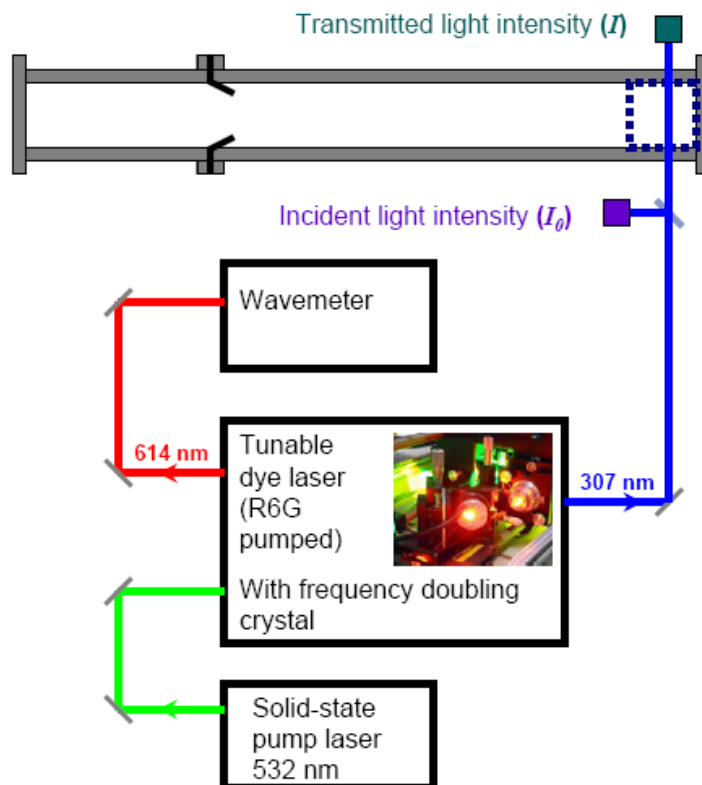 Transmitted light intensity (I)
Incident light intensity (I₀)
Wavemeter
614 nm
Tunable
dye laser
(R6G
pumped)
307 nm
With frequency doubling
crystal
Solid-state
pump laser
532 nm